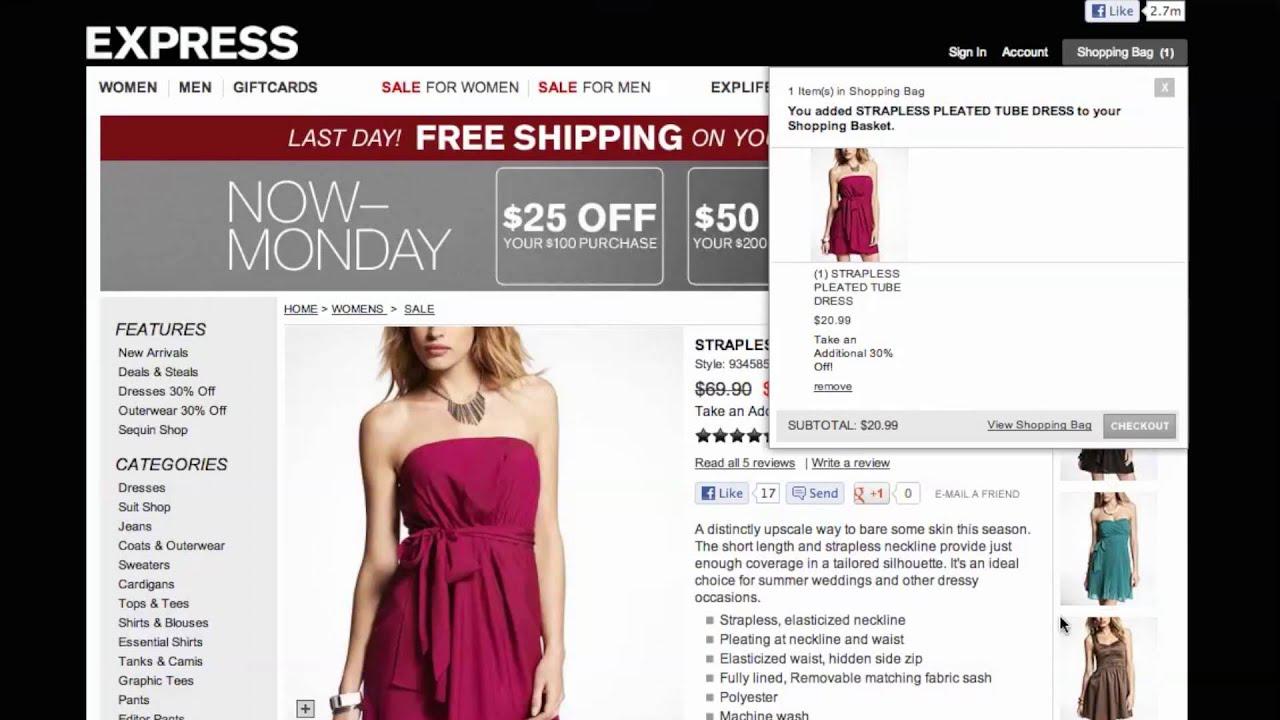 Like 2.7m
EXPRESS
Sign In Account Shopping Bag (1)
WOMEN MEN GIFTCARDS SALE FOR WOMEN SALE FOR MEN
1 Item(s) in Shopping Bag X
You added STRAPLESS PLEATED TUBE DRESS to your
Shopping Basket.
(1) STRAPLESS
PLEATED TUBE
DRESS
$20.99
Take an
Additional 30%
Off!
remove
SUBTOTAL: $20.99 View Shopping Bag CHECKOUT
LAST DAY! FREE SHIPPING ON
NOW–
MONDAY
$25 OFF
YOUR $100 PURCHASE
$50
YOUR $200
HOME > WOMENS > SALE
FEATURES
New Arrivals
Deals & Steals
Dresses 30% Off
Outerwear 30% Off
Sequin Shop
CATEGORIES
Dresses
Suit Shop
Jeans
Coats & Outerwear
Sweaters
Cardigans
Tops & Tees
Shirts & Blouses
Essential Shirts
Tanks & Camis
Graphic Tees
Pants
Editor Pants
Style: 934585
$69.90
Take an
Read all 5 reviews | Write a review
Like 17 Send +1 0 E-MAIL A FRIEND
A distinctly upscale way to bare some skin this season.
The short length and strapless neckline provide just
enough coverage in a tailored silhouette. It's an ideal
choice for summer weddings and other dressy
occasions.
Strapless, elasticized neckline
Pleating at neckline and waist
Elasticized waist, hidden side zip
Fully lined, Removable matching fabric sash
Polyester
Machine wash